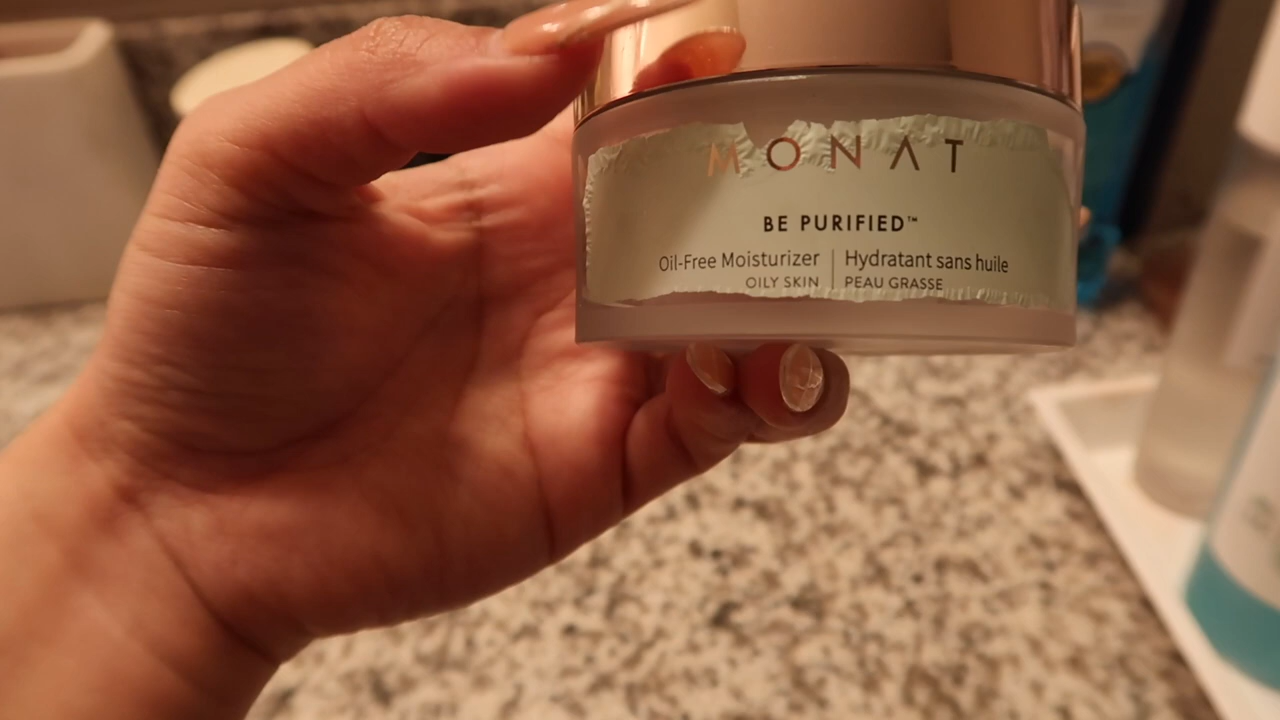 MONAT
BE PURIFIED™
Oil-Free Moisturizer | Hydratant sans huile
OILY SKIN | PEAU GRASSE